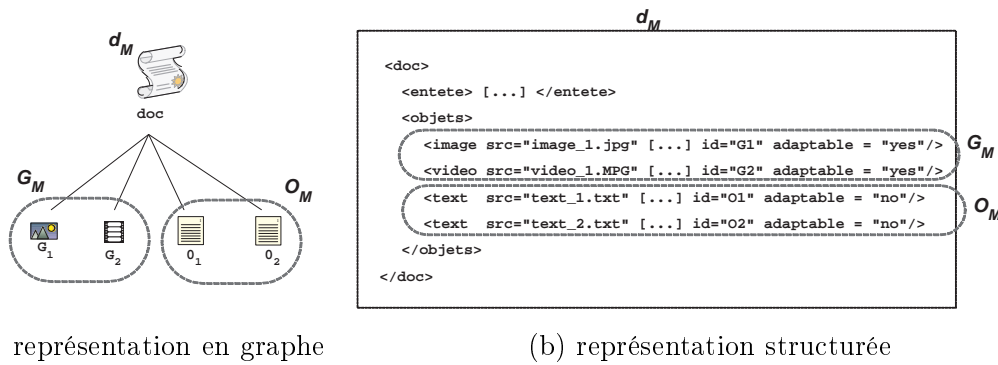 d_M
doc
G_M
O_M
G_1
G_2
O_1
O_2
représentation en graphe
d_M
<doc>
<entete> [...] </entete>
<objets>
<image src="image_1.jpg" [...] id="G1" adaptable = "yes"/>
<video src="video_1.MPG" [...] id="G2" adaptable = "yes"/>
G_M
<text  src="text_1.txt" [...] id="O1" adaptable = "no"/>
<text  src="text_2.txt" [...] id="O2" adaptable = "no"/>
O_M
</objets>
</doc>
(b) représentation structurée